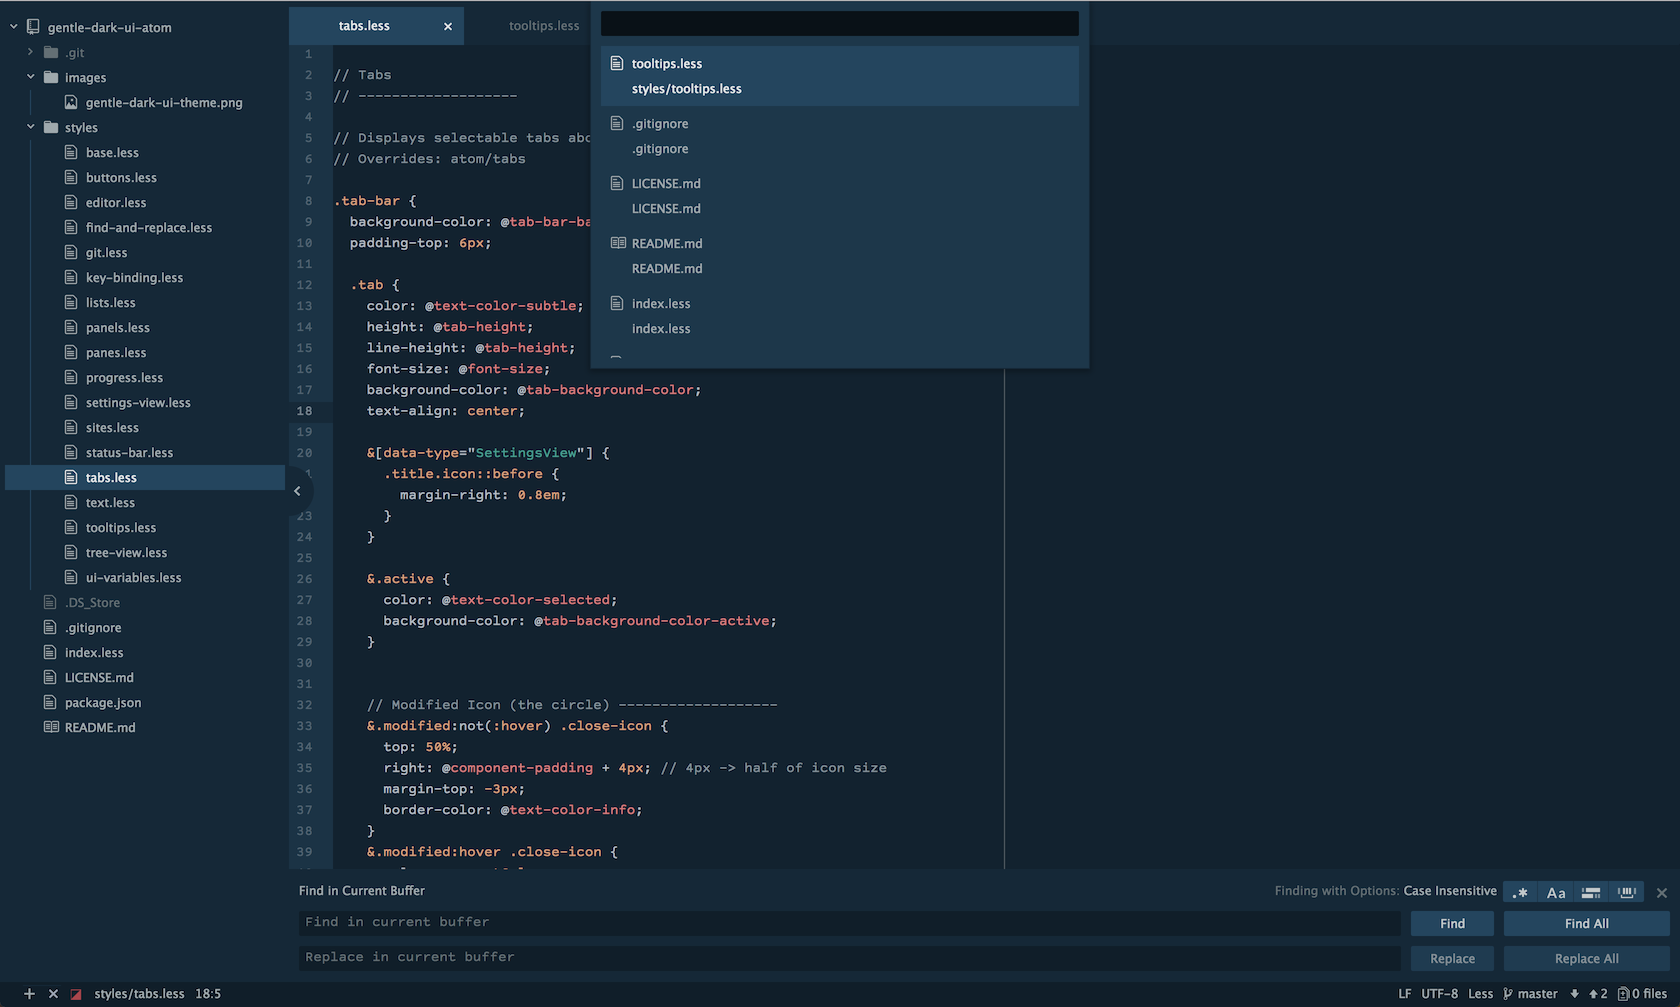 gentle-dark-ui-atom
.git
images
gentle-dark-ui-theme.png
styles
base.less
buttons.less
editor.less
find-and-replace.less
git.less
key-binding.less
lists.less
panels.less
panes.less
progress.less
settings-view.less
sites.less
status-bar.less
tabs.less
text.less
tooltips.less
tree-view.less
ui-variables.less
.DS_Store
.gitignore
index.less
LICENSE.md
package.json
README.md
tabs.less
tooltips.less
1
2 // Tabs
3 // -------------------
4
5 // Displays selectable tabs
6 // Overrides: atom/tabs
7
8 .tab-bar {
9 background-color: @tab-bar-ba
10 padding-top: 6px;
11
12 .tab {
13 color: @text-color-subtle;
14 height: @tab-height;
15 line-height: @tab-height;
16 font-size: @font-size;
17 background-color: @tab-background-color;
18 text-align: center;
19
20 &[data-type="SettingsView"] {
.title.icon::before {
margin-right: 0.8em;
23 }
24 }
25
26 &.active {
27 color: @text-color-selected;
28 background-color: @tab-background-color-active;
29 }
30
31
32 // Modified Icon (the circle) -------------------
33 &.modified:not(:hover) .close-icon {
34 top: 50%;
35 right: @component-padding + 4px; // 4px -> half of icon size
36 margin-top: -3px;
37 border-color: @text-color-info;
38 }
39 &.modified:hover .close-icon {
tooltips.less
styles/tooltips.less
.gitignore
.gitignore
LICENSE.md
LICENSE.md
README.md
README.md
index.less
index.less
Find in Current Buffer
Finding with Options: Case Insensitive
.* Aa
Find in current buffer
Find
Find All
Replace in current buffer
Replace
Replace All
styles/tabs.less 18:5
LF UTF-8 Less master 2 0 files